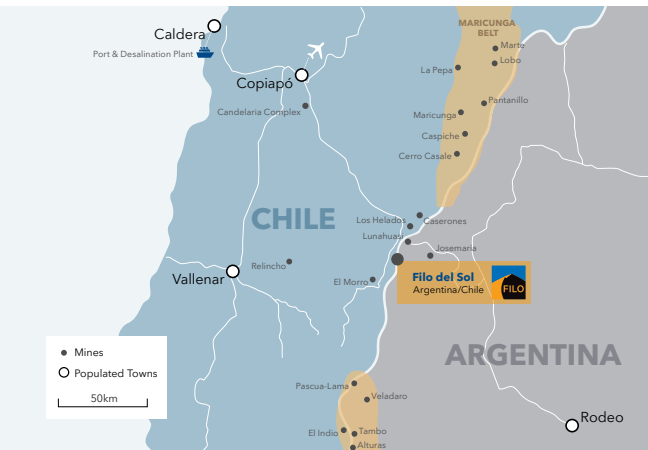 MARICUNGA
BELT
Caldera
Port & Desalination Plant
Marte
Lobo
La Pepa
Copiapó
Pantanillo
Candelaria Complex
Maricunga
Caspiche
Cerro Casale
CHILE
Los Helados
Caserones
Lunahuasi
Josemaria
Relincho
Vallenar
El Morro
Filo del Sol
Argentina/Chile
FILO
Mines
Populated Towns
50km
ARGENTINA
Pascua-Lama
Veladaro
Rodeo
El Indio
Tambo
Alturas